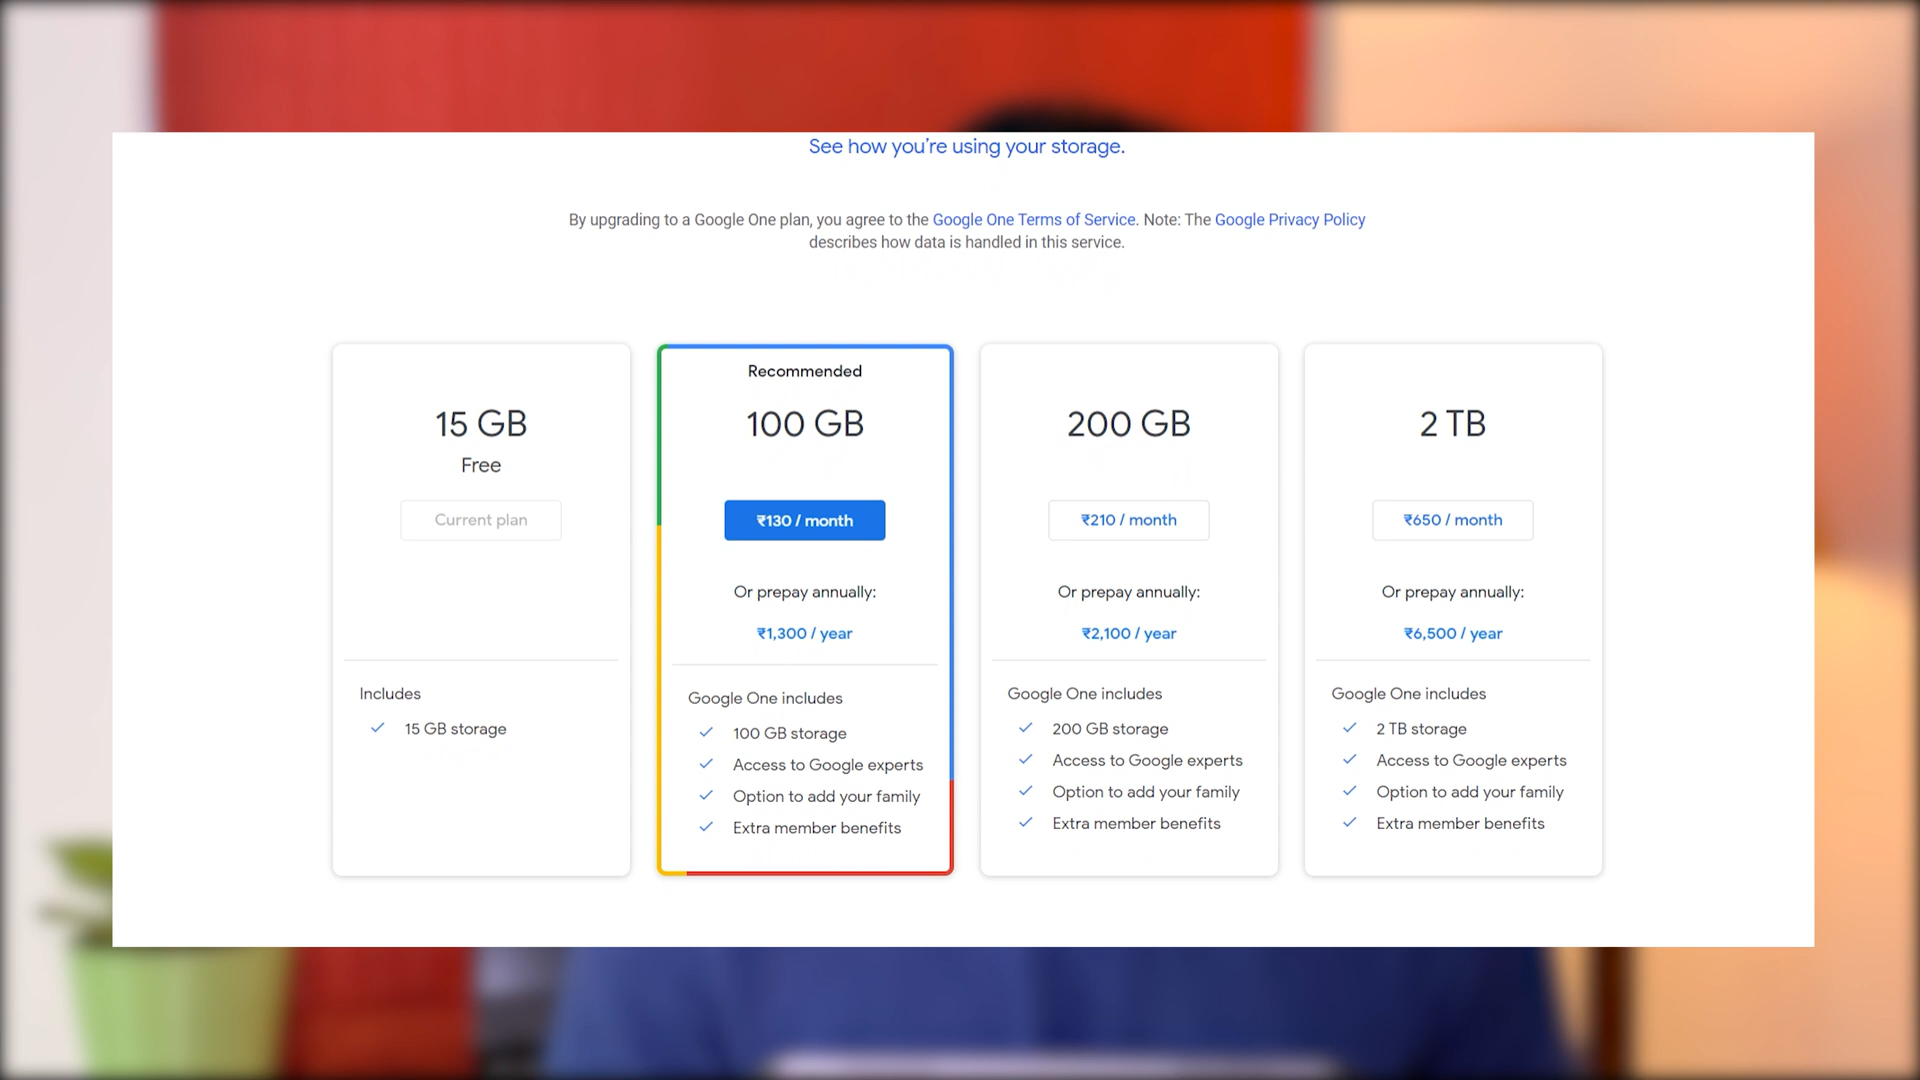 See how you’re using your storage.
By upgrading to a Google One plan, you agree to the Google One Terms of Service. Note: The Google Privacy Policy
describes how data is handled in this service.
15 GB
Free
Current plan
Includes
15 GB storage
Recommended
100 GB
₹130 / month
Or prepay annually:
₹1,300 / year
Google One includes
100 GB storage
Access to Google experts
Option to add your family
Extra member benefits
200 GB
₹210 / month
Or prepay annually:
₹2,100 / year
Google One includes
200 GB storage
Access to Google experts
Option to add your family
Extra member benefits
2 TB
₹650 / month
Or prepay annually:
₹6,500 / year
Google One includes
2 TB storage
Access to Google experts
Option to add your family
Extra member benefits